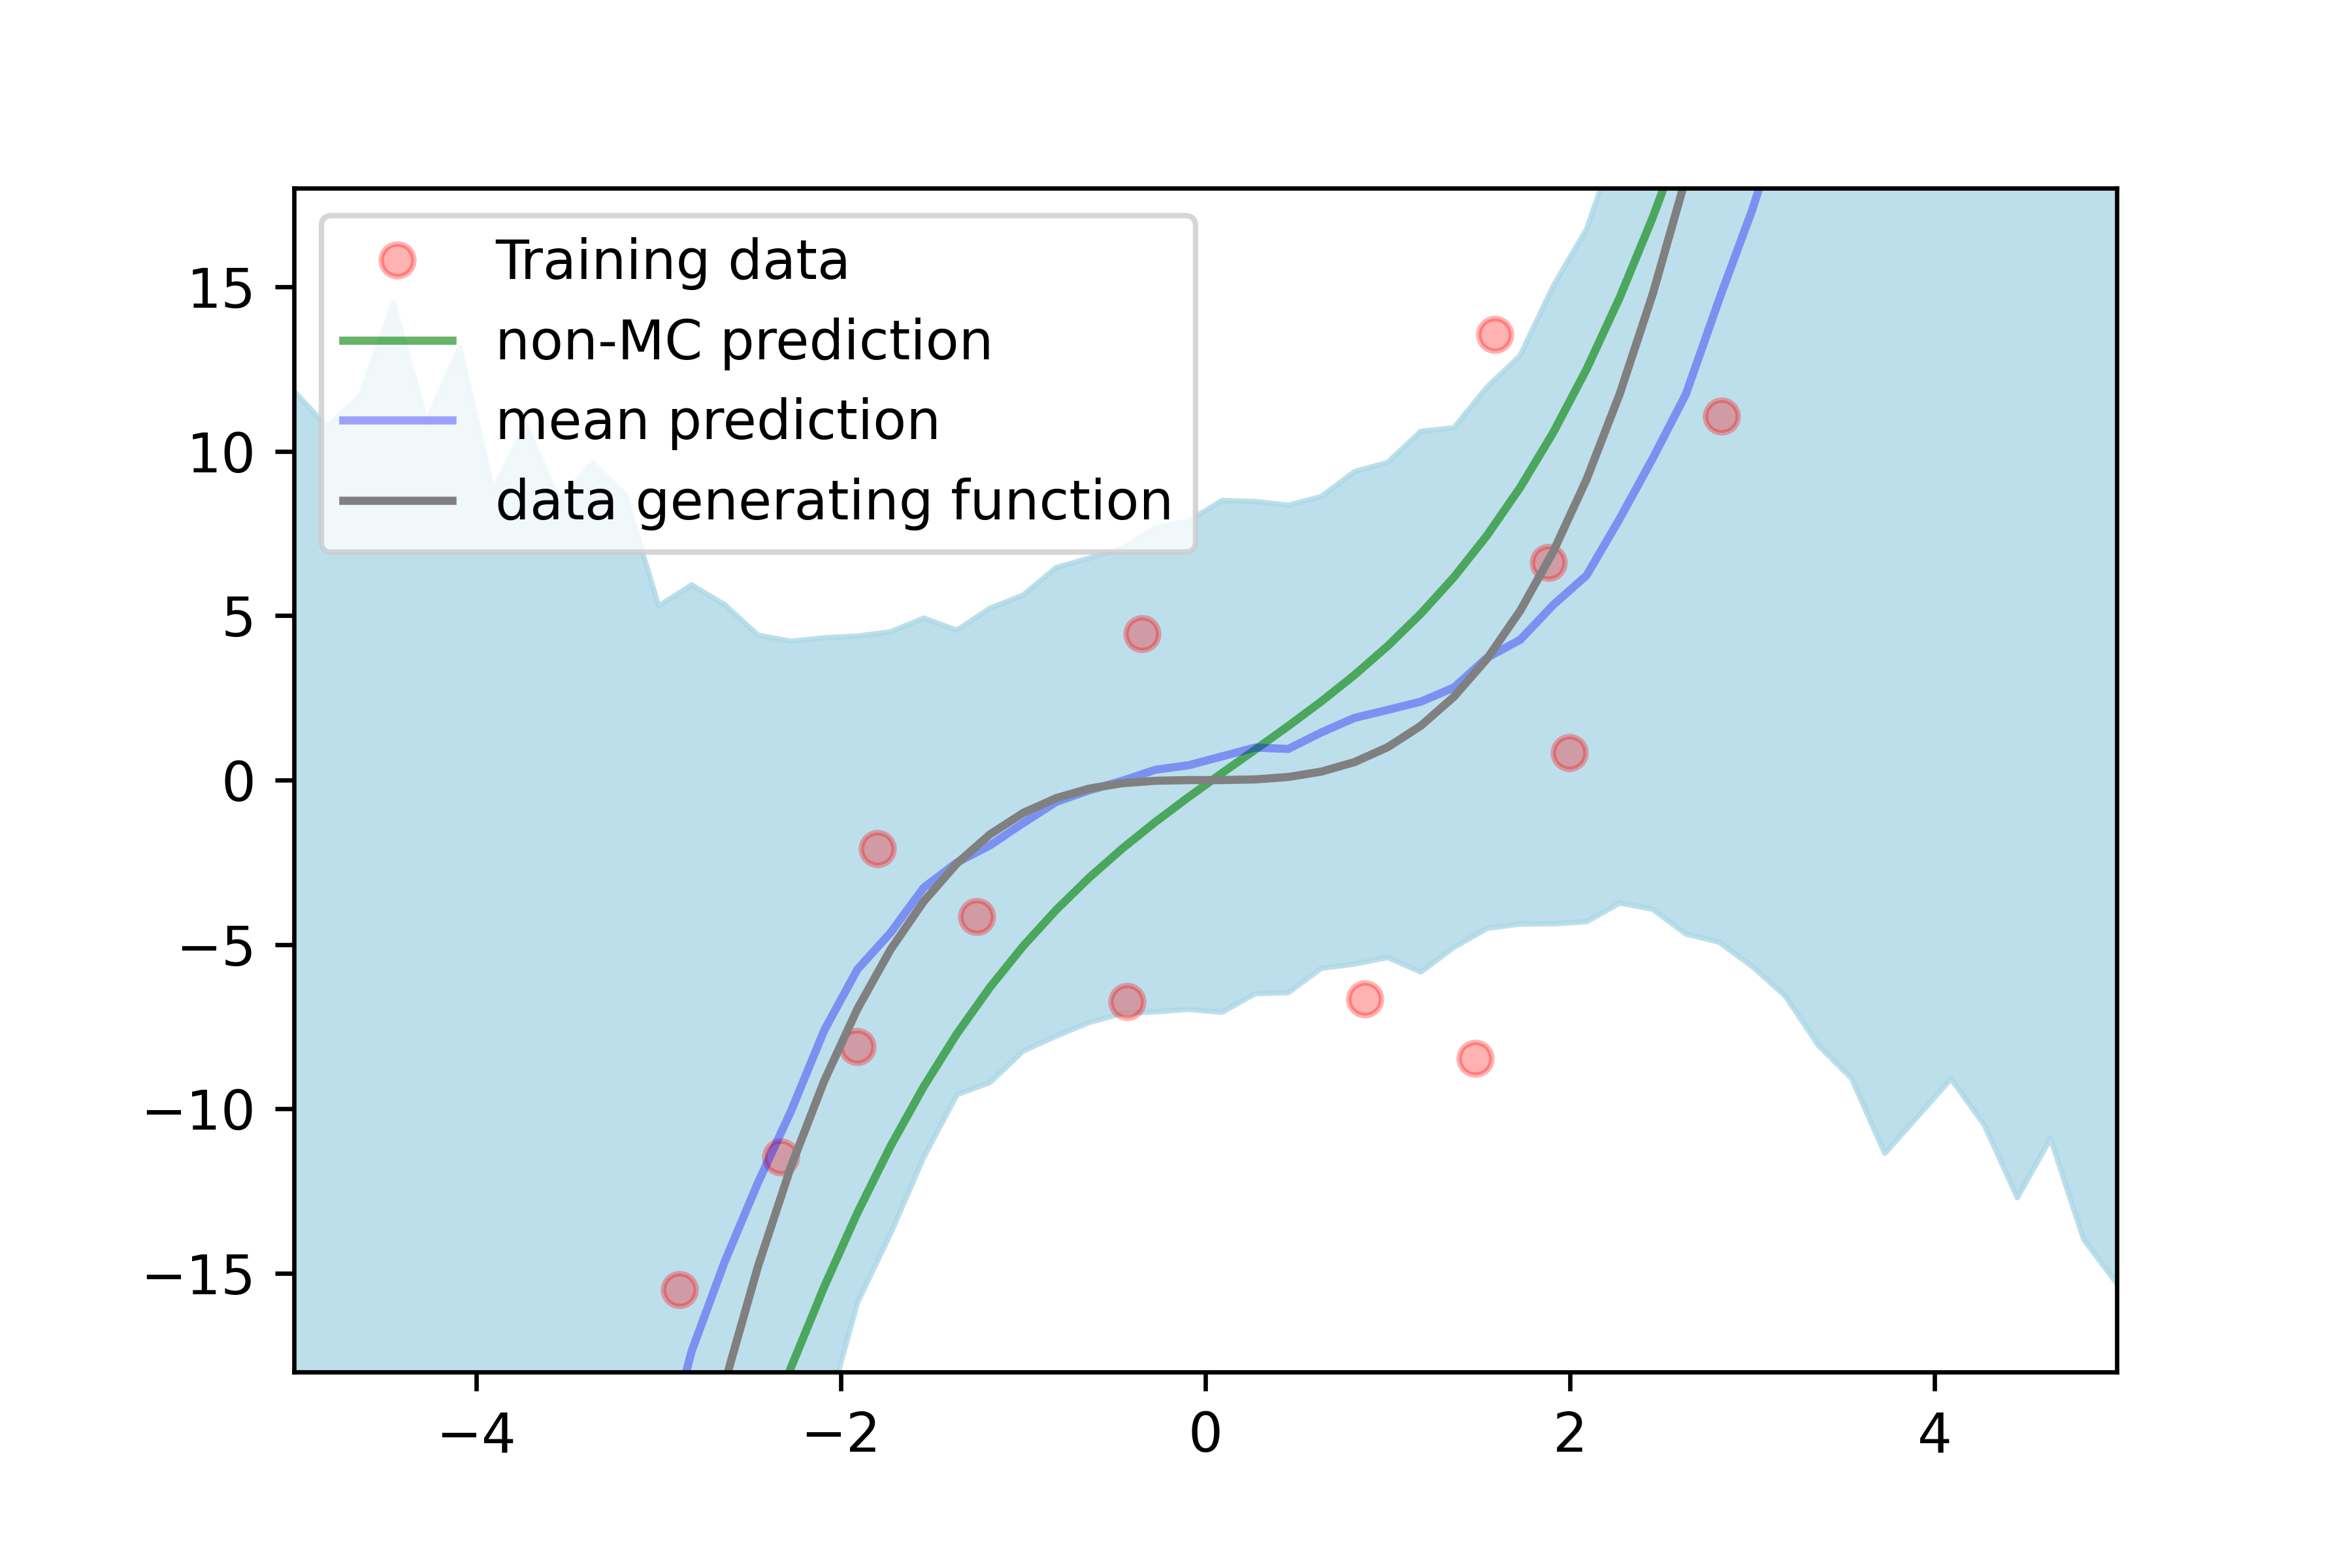 Training data
non-MC prediction
mean prediction
data generating function
15
10
5
0
−5
−10
−15
−4 −2 0 2 4